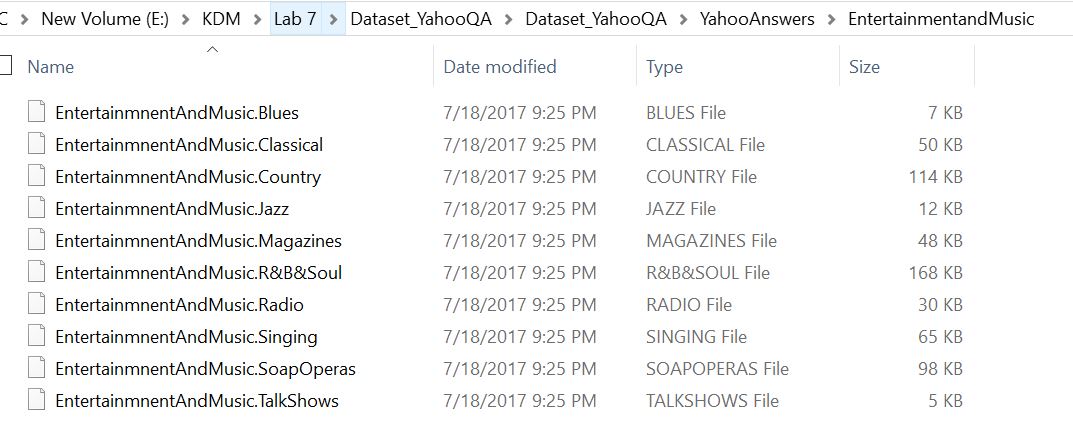 C > New Volume (E:) > KDM > Lab 7 > Dataset_YahooQA > Dataset_YahooQA > YahooAnswers > EntertainmentandMusic
Name Date modified Type Size
EntertainmnentAndMusic.Blues 7/18/2017 9:25 PM BLUES File 7 KB
EntertainmnentAndMusic.Classical 7/18/2017 9:25 PM CLASSICAL File 50 KB
EntertainmnentAndMusic.Country 7/18/2017 9:25 PM COUNTRY File 114 KB
EntertainmnentAndMusic.Jazz 7/18/2017 9:25 PM JAZZ File 12 KB
EntertainmnentAndMusic.Magazines 7/18/2017 9:25 PM MAGAZINES File 48 KB
EntertainmnentAndMusic.R&B&Soul 7/18/2017 9:25 PM R&B&SOUL File 168 KB
EntertainmnentAndMusic.Radio 7/18/2017 9:25 PM RADIO File 30 KB
EntertainmnentAndMusic.Singing 7/18/2017 9:25 PM SINGING File 65 KB
EntertainmnentAndMusic.SoapOperas 7/18/2017 9:25 PM SOAPOPERAS File 98 KB
EntertainmnentAndMusic.TalkShows 7/18/2017 9:25 PM TALKSHOWS File 5 KB